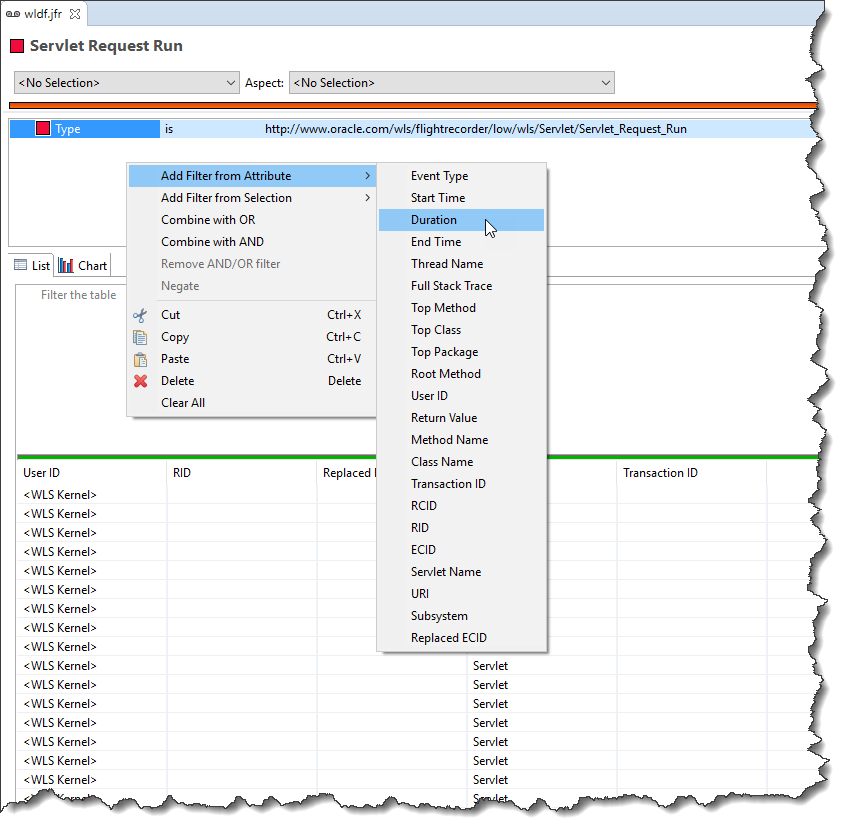 wldf.jfr
Servlet Request Run
<No Selection> Aspect: <No Selection>
Type is http://www.oracle.com/wls/flightrecorder/low/wls/Servlet/Servlet_Request_Run
Add Filter from Attribute
Add Filter from Selection
Combine with OR
Combine with AND
Remove AND/OR filter
Negate
Cut Ctrl+X
Copy Ctrl+C
Paste Ctrl+V
Delete Delete
Clear All
Event Type
Start Time
Duration
End Time
Thread Name
Full Stack Trace
Top Method
Top Class
Top Package
Root Method
User ID
Return Value
Method Name
Class Name
Transaction ID
RCID
RID
ECID
Servlet Name
URI
Subsystem
Replaced ECID
List Chart
Filter the table
User ID RID Replaced Transaction ID
<WLS Kernel>
<WLS Kernel>
<WLS Kernel>
<WLS Kernel>
<WLS Kernel>
<WLS Kernel>
<WLS Kernel>
<WLS Kernel>
<WLS Kernel>
<WLS Kernel> Servlet
<WLS Kernel> Servlet
<WLS Kernel> Servlet
<WLS Kernel> Servlet
<WLS Kernel> Servlet
<WLS Kernel> Servlet
<WLS Kernel> Servlet